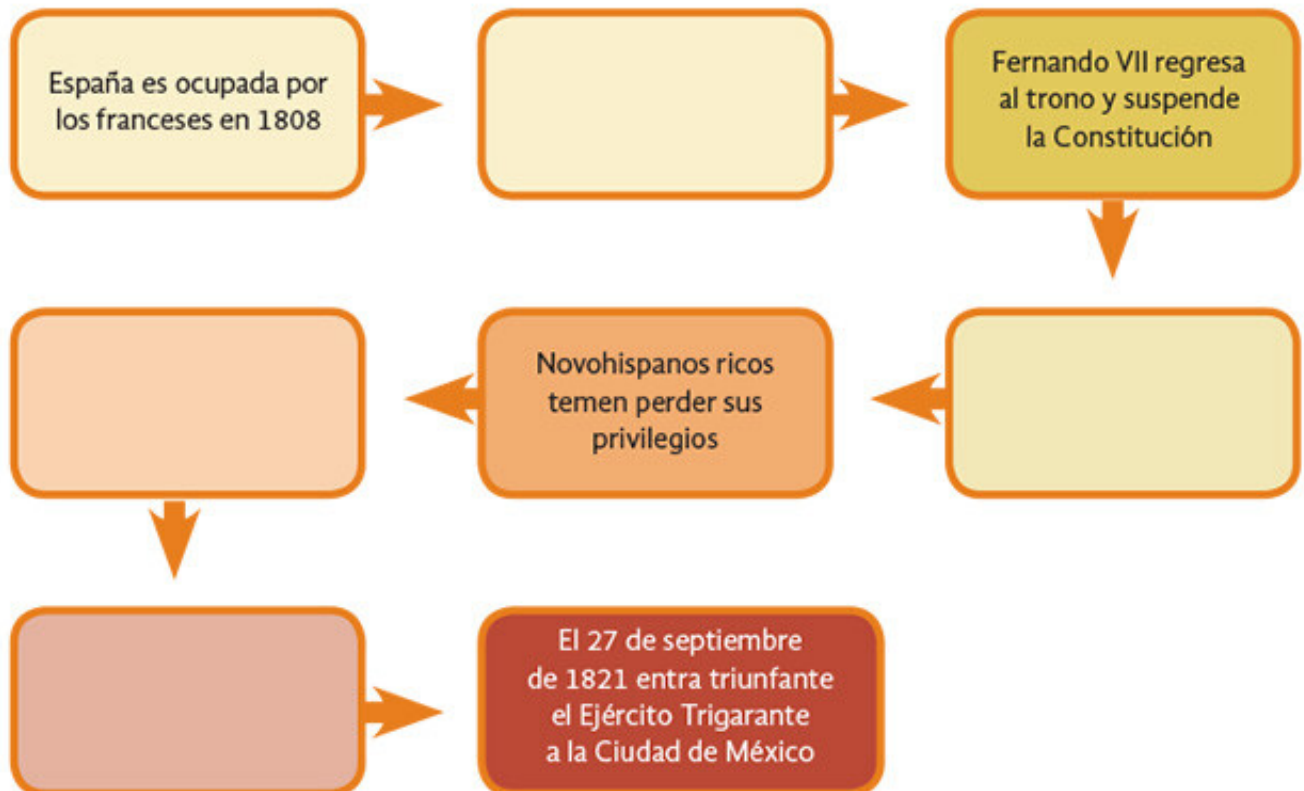 España es ocupada por
los franceses en 1808
Fernando VII regresa
al trono y suspende
la Constitución
Novohispanos ricos
temen perder sus
privilegios
El 27 de septiembre
de 1821 entra triunfante
el Ejército Trigarante
a la Ciudad de México